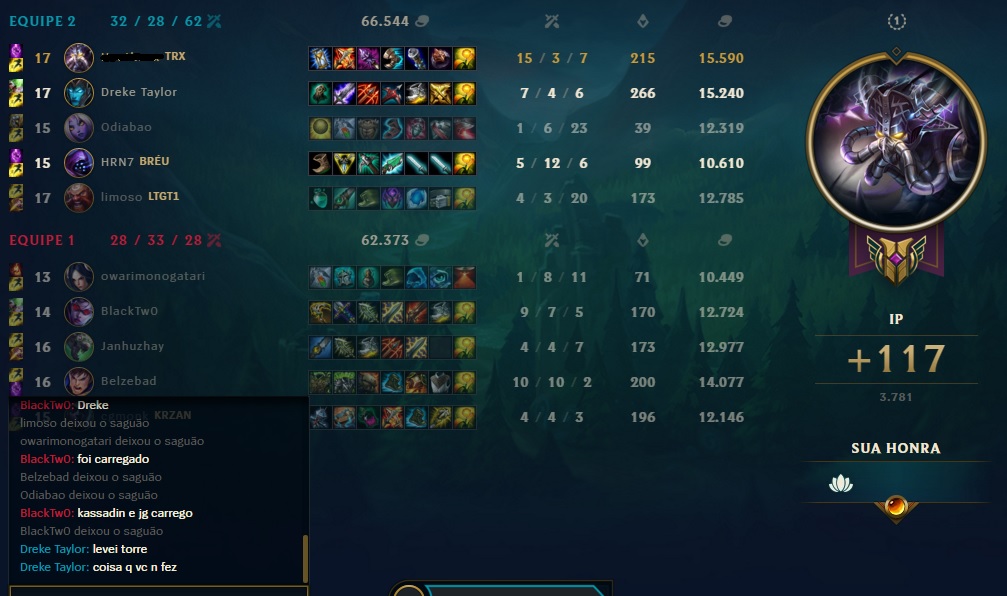 EQUIPE 2 32 / 28 / 62 66.544 1
17 TRX 15 / 3 / 7 215 15.590
17 Dreke Taylor 7 / 4 / 6 266 15.240
15 Odiabao 1 / 6 / 23 39 12.319
15 HRN7 BRÉU 5 / 12 / 6 99 10.610
17 limoso LTGT1 4 / 3 / 20 173 12.785
EQUIPE 1 28 / 33 / 28 62.373
13 owarimonogatari 1 / 8 / 11 71 10.449
14 BlackTw0 9 / 7 / 5 170 12.724
16 Janhuzhay 4 / 4 / 7 173 12.977
16 Belzebad 10 / 10 / 2 200 14.077
15 KRZAN 4 / 4 / 3 196 12.146
BlackTw0: Dreke
limoso deixou o saguão
owarimonogatari deixou o saguão
BlackTw0: foi carregado
Belzebad deixou o saguão
Odiabao deixou o saguão
BlackTw0: kassadin e jg carrego
BlackTw0 deixou o saguão
Dreke Taylor: levei torre
Dreke Taylor: coisa q vc n fez
IP
+117
3.781
SUA HONRA